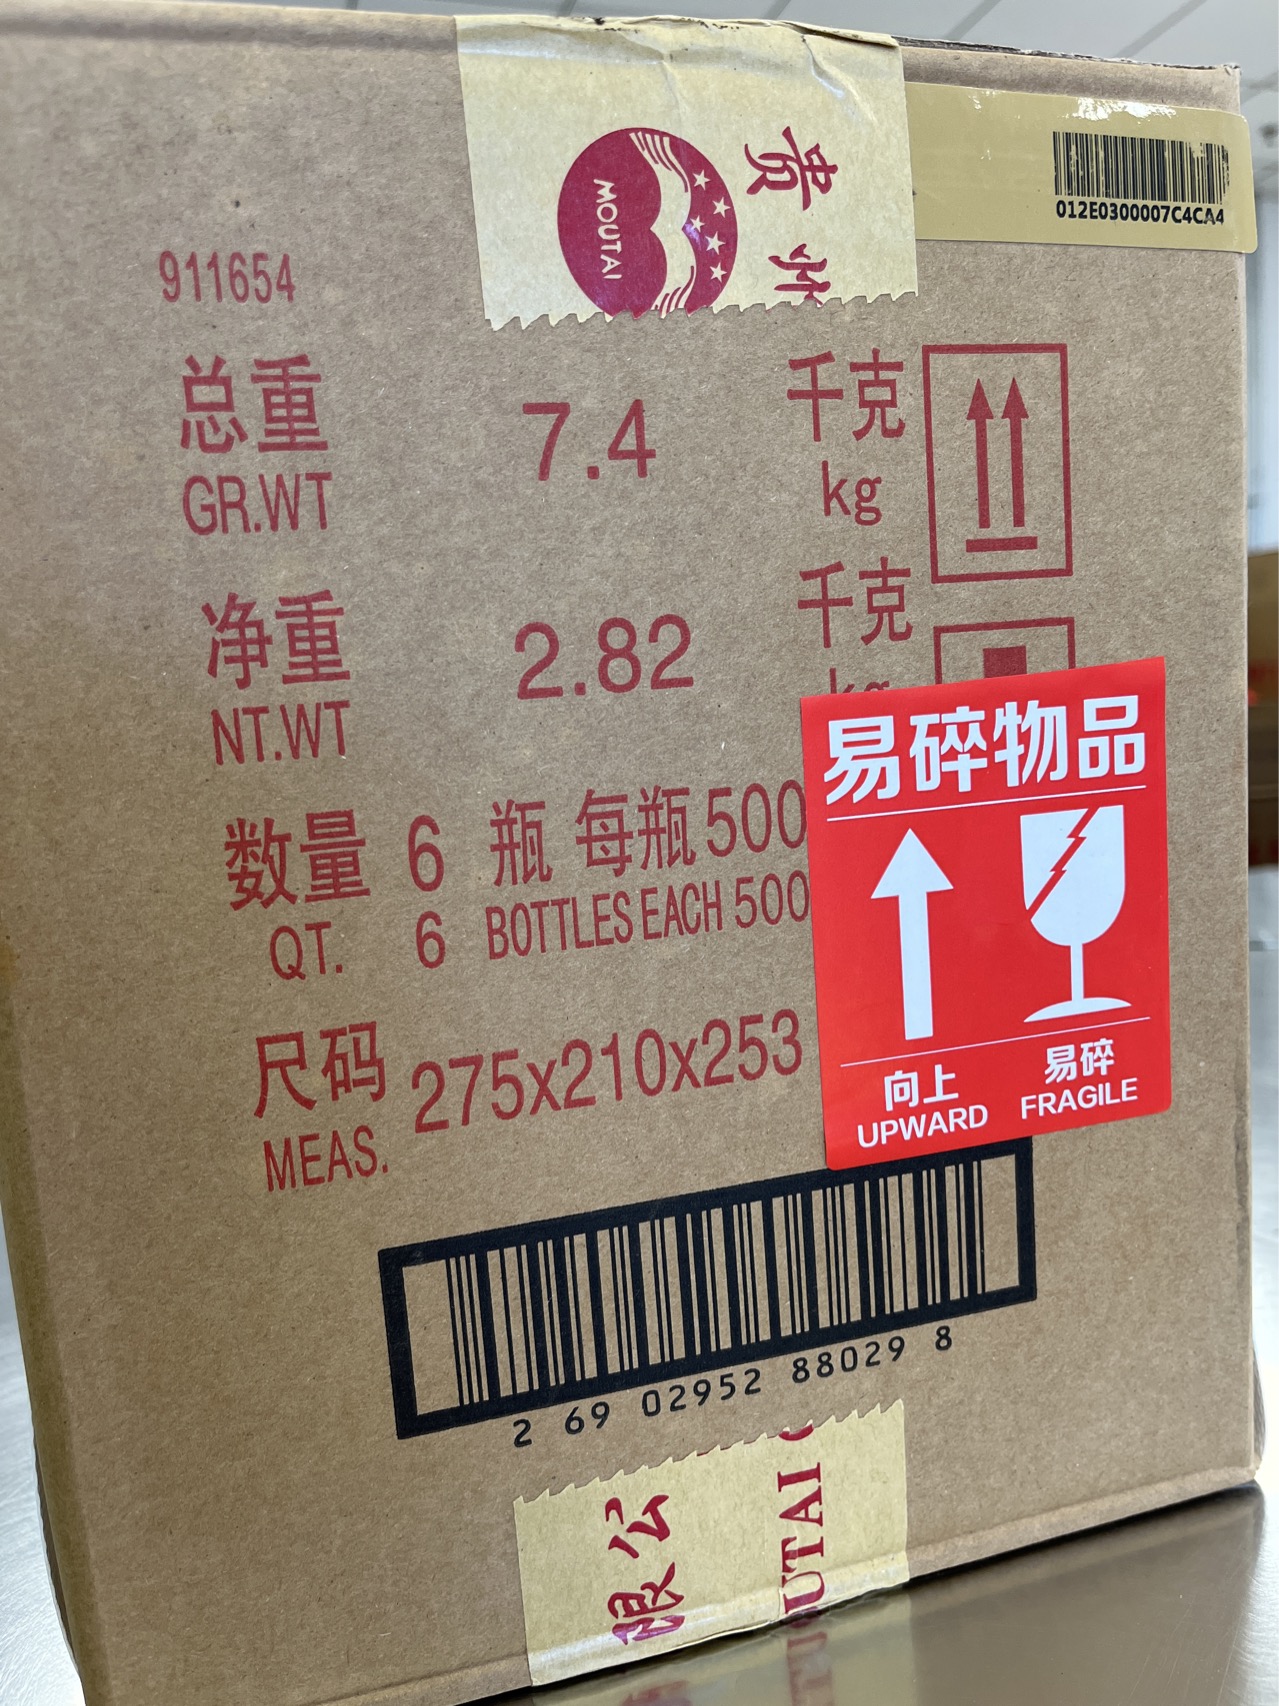 贵州
MOUTAI
012E0300007C4CA4
911654
总重 7.4 千克
GR.WT kg
净重 2.82 千克
NT.WT kg
数量 6 瓶 每瓶500
QT. 6 BOTTLES EACH 500
尺码 275x210x253
MEAS.
易碎物品
向上 易碎
UPWARD FRAGILE
2 69 02952 88029 8
限公
OUTAI